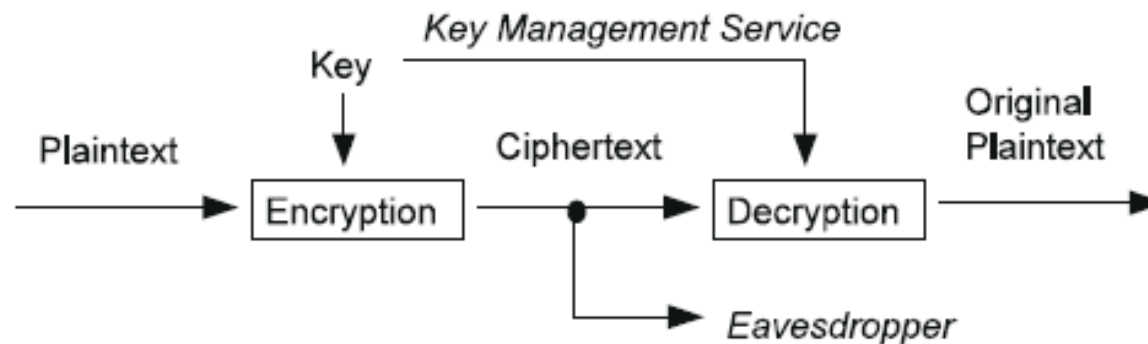 Key Management Service
Key
Original
Plaintext
Plaintext
Ciphertext
Encryption
Decryption
Eavesdropper